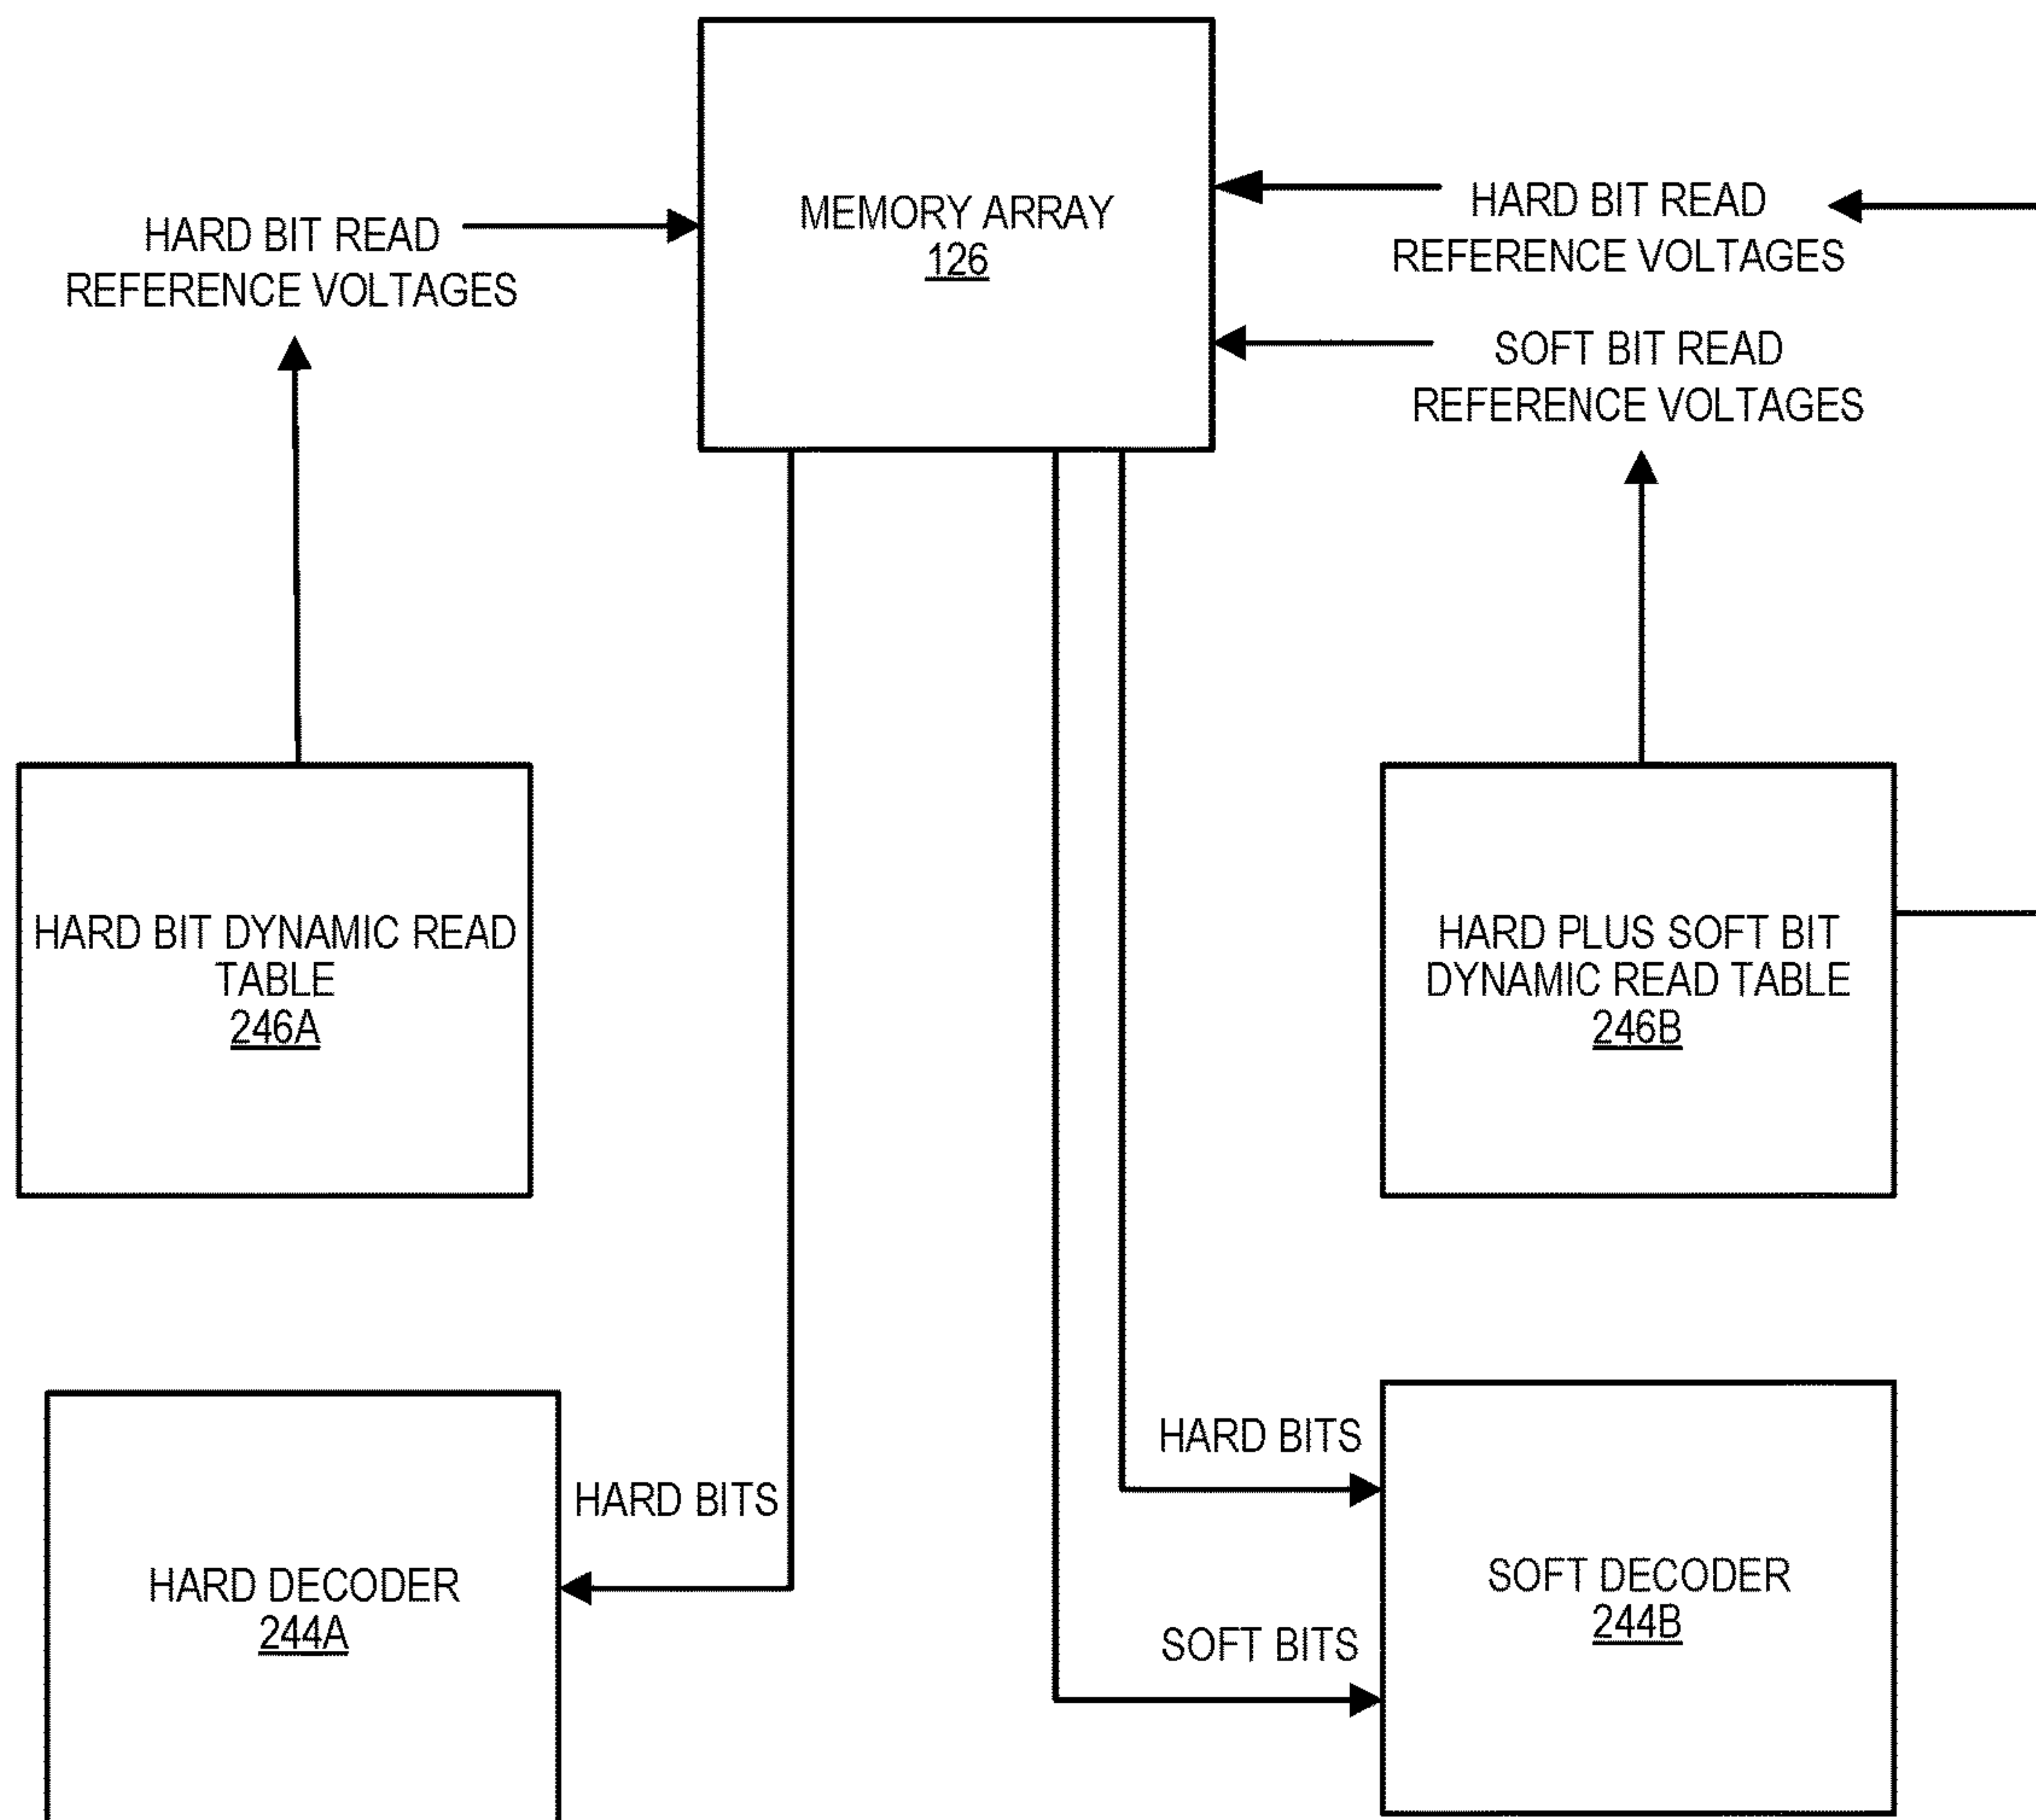 MEMORY ARRAY
126
HARD BIT READ
REFERENCE VOLTAGES
HARD BIT READ
REFERENCE VOLTAGES
SOFT BIT READ
REFERENCE VOLTAGES
HARD BIT DYNAMIC READ
TABLE
246A
HARD PLUS SOFT BIT
DYNAMIC READ TABLE
246B
HARD BITS
HARD DECODER
244A
HARD BITS
SOFT BITS
SOFT DECODER
244B